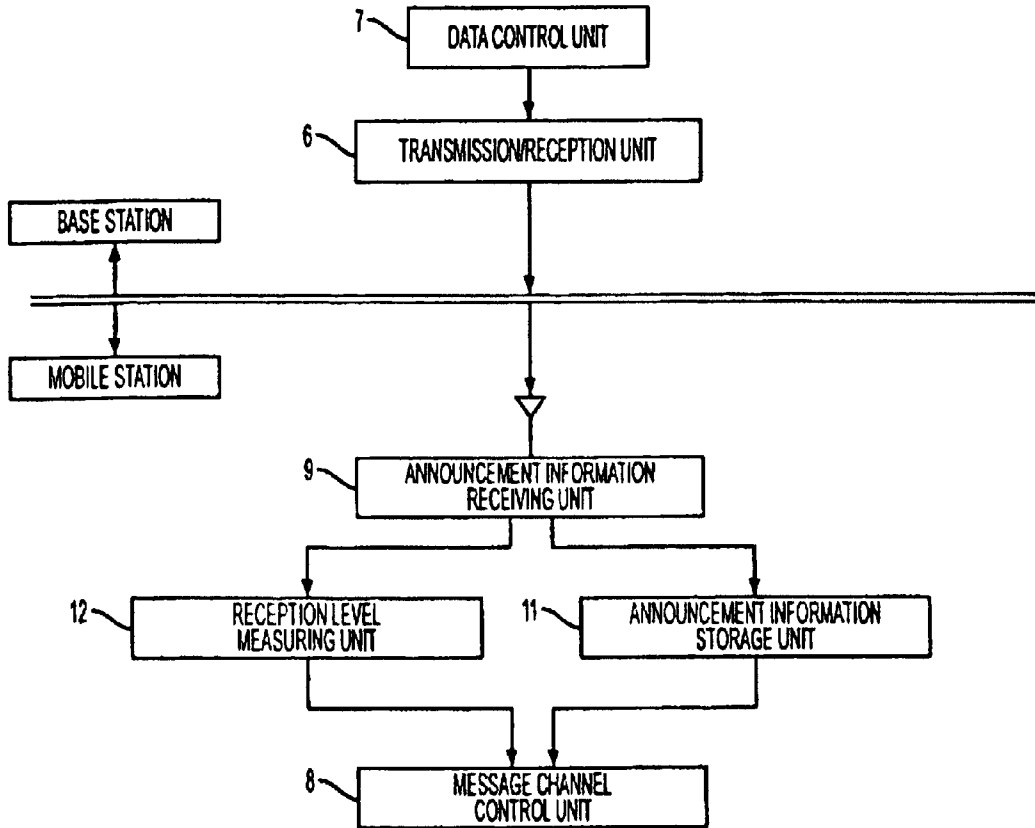 7
DATA CONTROL UNIT
6
TRANSMISSION/RECEPTION UNIT
BASE STATION
MOBILE STATION
9
ANNOUNCEMENT INFORMATION
RECEIVING UNIT
12
RECEPTION LEVEL
MEASURING UNIT
11
ANNOUNCEMENT INFORMATION
STORAGE UNIT
8
MESSAGE CHANNEL
CONTROL UNIT